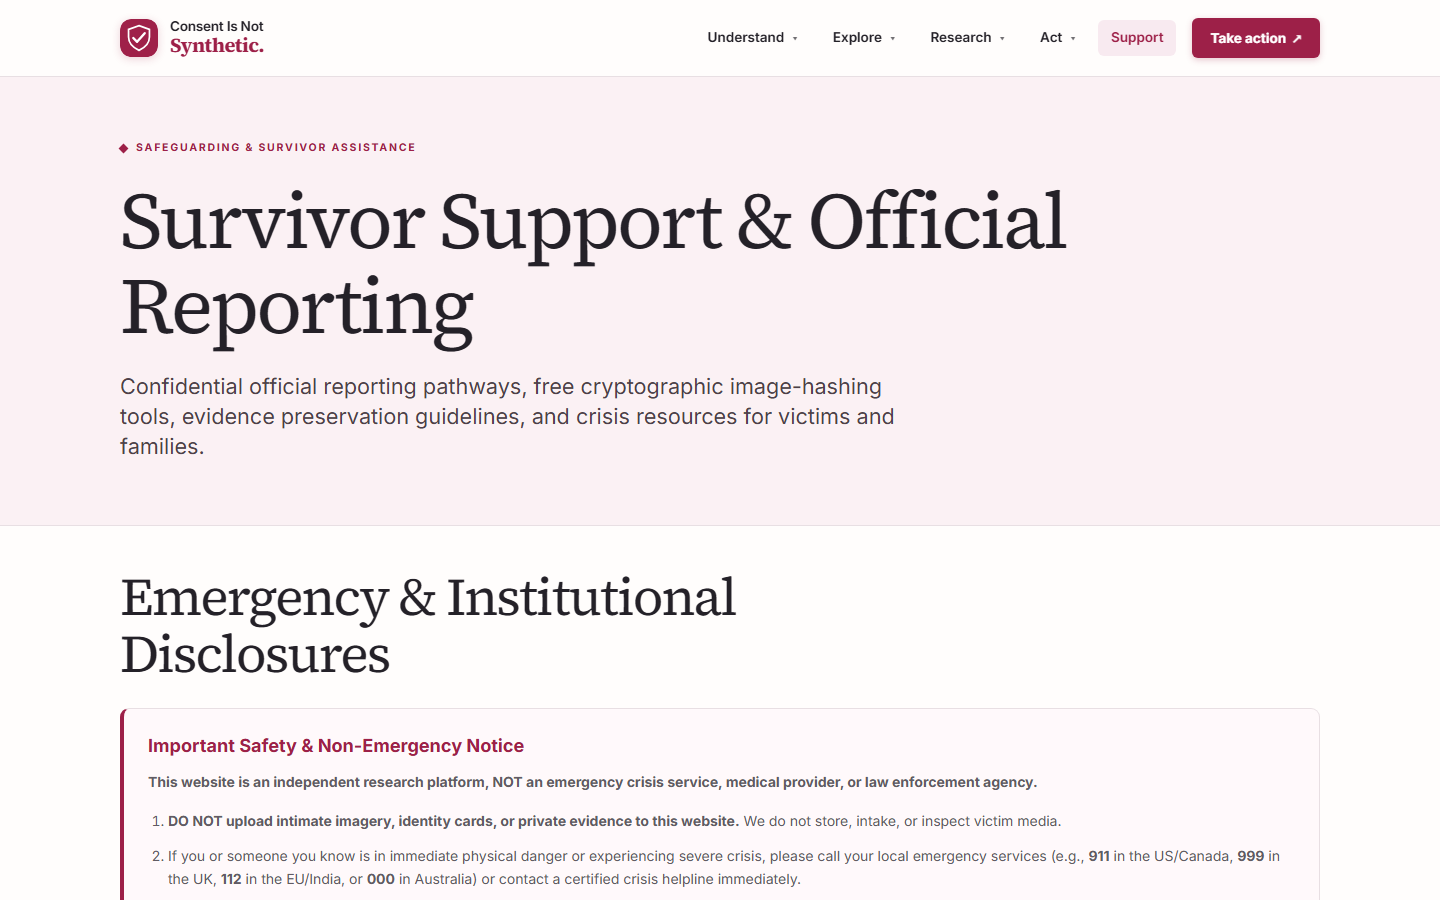 Consent Is Not
Synthetic.
Understand
Explore
Research
Act
Support
Take action ↗
SAFEGUARDING & SURVIVOR ASSISTANCE
Survivor Support & Official
Reporting
Confidential official reporting pathways, free cryptographic image-hashing
tools, evidence preservation guidelines, and crisis resources for victims and
families.
Emergency & Institutional
Disclosures
Important Safety & Non-Emergency Notice
This website is an independent research platform, NOT an emergency crisis service, medical provider, or law enforcement agency.
1. DO NOT upload intimate imagery, identity cards, or private evidence to this website. We do not store, intake, or inspect victim media.
2. If you or someone you know is in immediate physical danger or experiencing severe crisis, please call your local emergency services (e.g., 911 in the US/Canada, 999 in
the UK, 112 in the EU/India, or 000 in Australia) or contact a certified crisis helpline immediately.